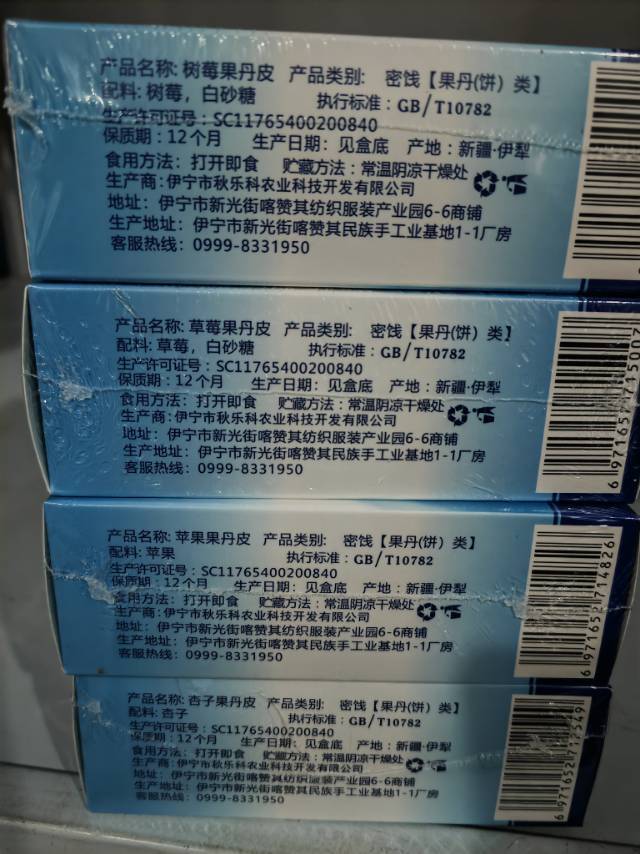 产品名称: 树莓果丹皮 产品类别: 密饯【果丹(饼)类】
配料: 树莓，白砂糖 执行标准: GB/T10782
生产许可证号: SC11765400200840
保质期: 12个月 生产日期: 见盒底 产地: 新疆·伊犁
食用方法: 打开即食 贮藏方法: 常温阴凉干燥处
生产商: 伊宁市秋乐科农业科技开发有限公司
地址: 伊宁市新光街喀赞其纺织服装产业园6-6商铺
生产地址: 伊宁市新光街喀赞其民族手工业基地1-1厂房
客服热线: 0999-8331950
产品名称: 草莓果丹皮 产品类别: 密饯【果丹(饼)类】
配料: 草莓，白砂糖 执行标准: GB/T10782
生产许可证号: SC11765400200840
保质期: 12个月 生产日期: 见盒底 产地: 新疆·伊犁
食用方法: 打开即食 贮藏方法: 常温阴凉干燥处
生产商: 伊宁市秋乐科农业科技开发有限公司
地址: 伊宁市新光街喀赞其纺织服装产业园6-6商铺
生产地址: 伊宁市新光街喀赞其民族手工业基地1-1厂房
客服热线: 0999-8331950
产品名称: 苹果果丹皮 产品类别: 密饯【果丹(饼)类】
配料: 苹果 执行标准: GB/T10782
生产许可证号: SC11765400200840
保质期: 12个月 生产日期: 见盒底 产地: 新疆·伊犁
食用方法: 打开即食 贮藏方法: 常温阴凉干燥处
生产商: 伊宁市秋乐科农业科技开发有限公司
地址: 伊宁市新光街喀赞其纺织服装产业园6-6商铺
生产地址: 伊宁市新光街喀赞其民族手工业基地1-1厂房
客服热线: 0999-8331950
6 971652 714826
产品名称: 杏子果丹皮 产品类别: 密饯【果丹(饼)类】
配料: 杏子 执行标准: GB/T10782
生产许可证号: SC11765400200840
保质期: 12个月 生产日期: 见盒底 产地: 新疆·伊犁
食用方法: 打开即食 贮藏方法: 常温阴凉干燥处
生产商: 伊宁市秋乐科农业科技开发有限公司
地址: 伊宁市新光街喀赞其纺织服装产业园6-6商铺
生产地址: 伊宁市新光街喀赞其民族手工业基地1-1厂房
客服热线: 0999-8331950